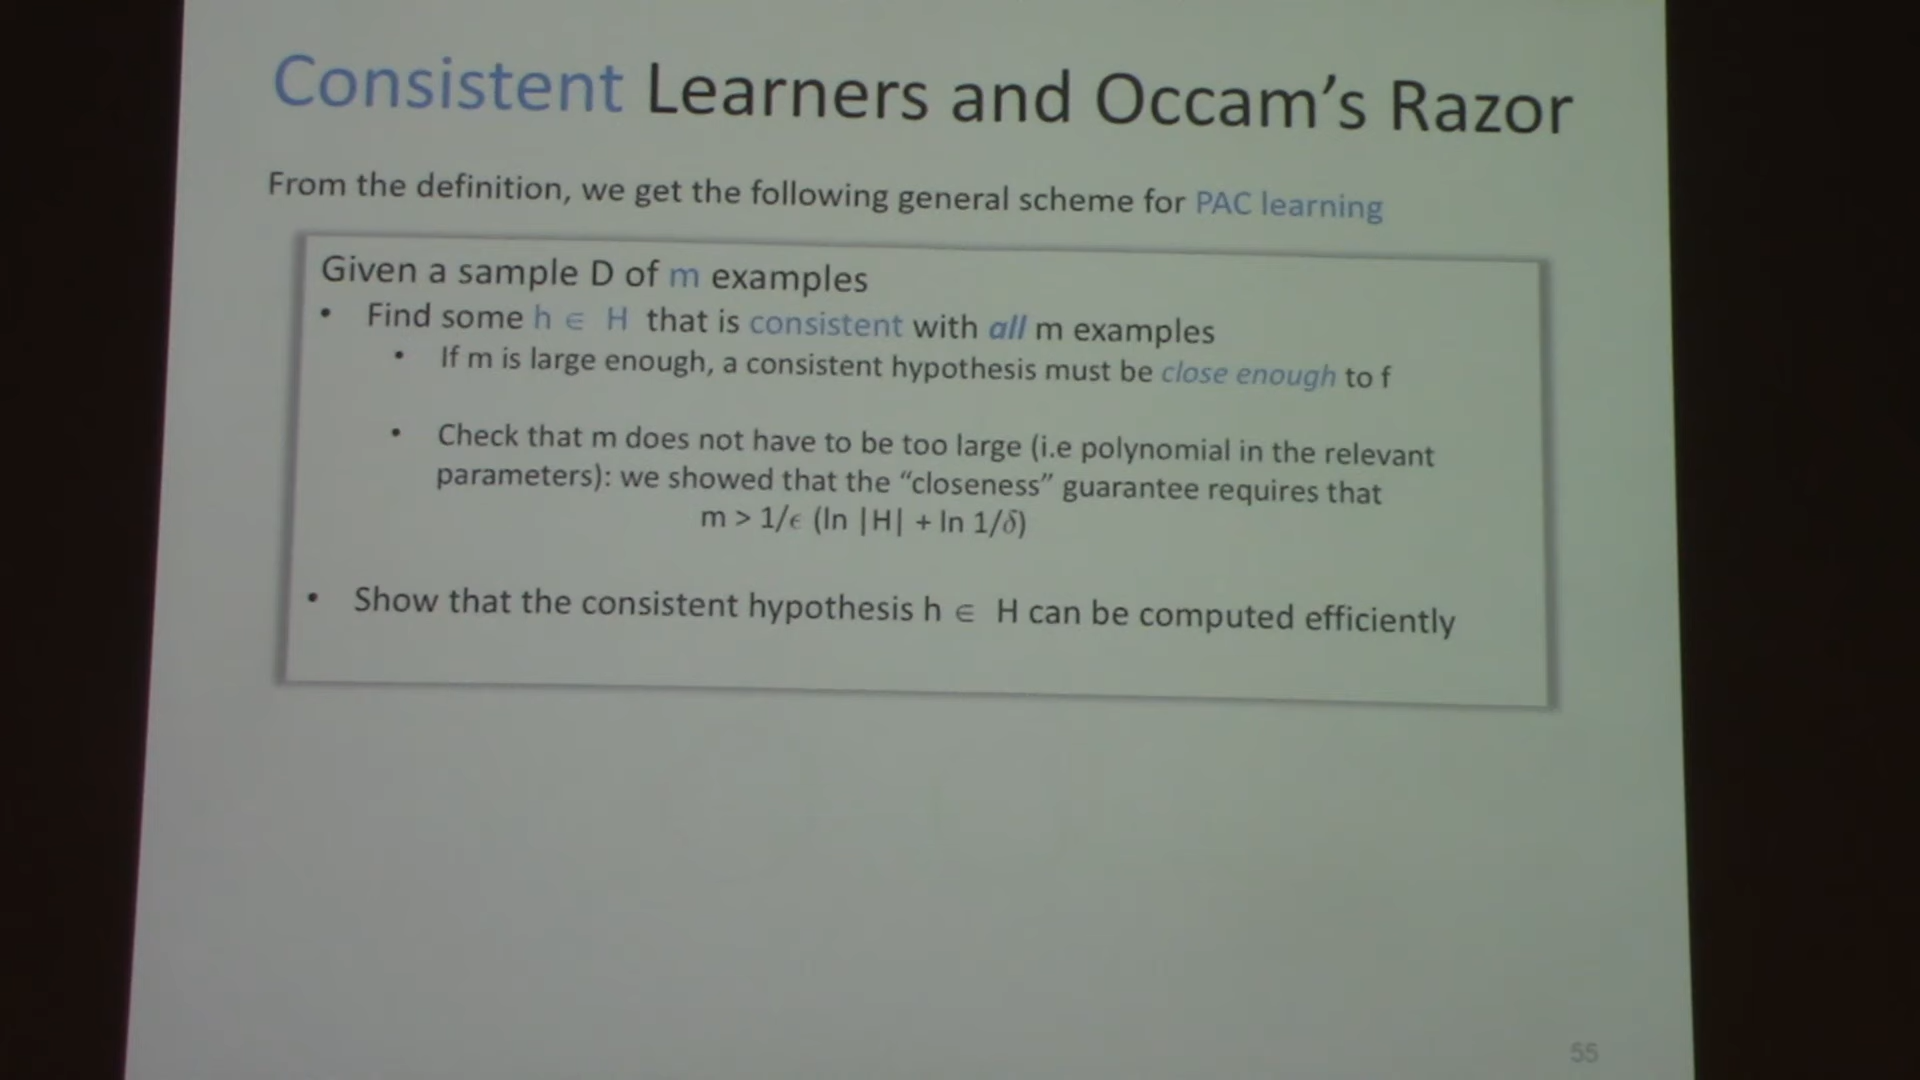 Consistent Learners and Occam's Razor
From the definition, we get the following general scheme for PAC learning
Given a sample D of m examples
• Find some h ∈ H that is consistent with all m examples
• If m is large enough, a consistent hypothesis must be close enough to f
• Check that m does not have to be too large (i.e polynomial in the relevant
parameters): we showed that the “closeness” guarantee requires that
m > 1/ϵ (ln |H| + ln 1/δ)
• Show that the consistent hypothesis h ∈ H can be computed efficiently
55